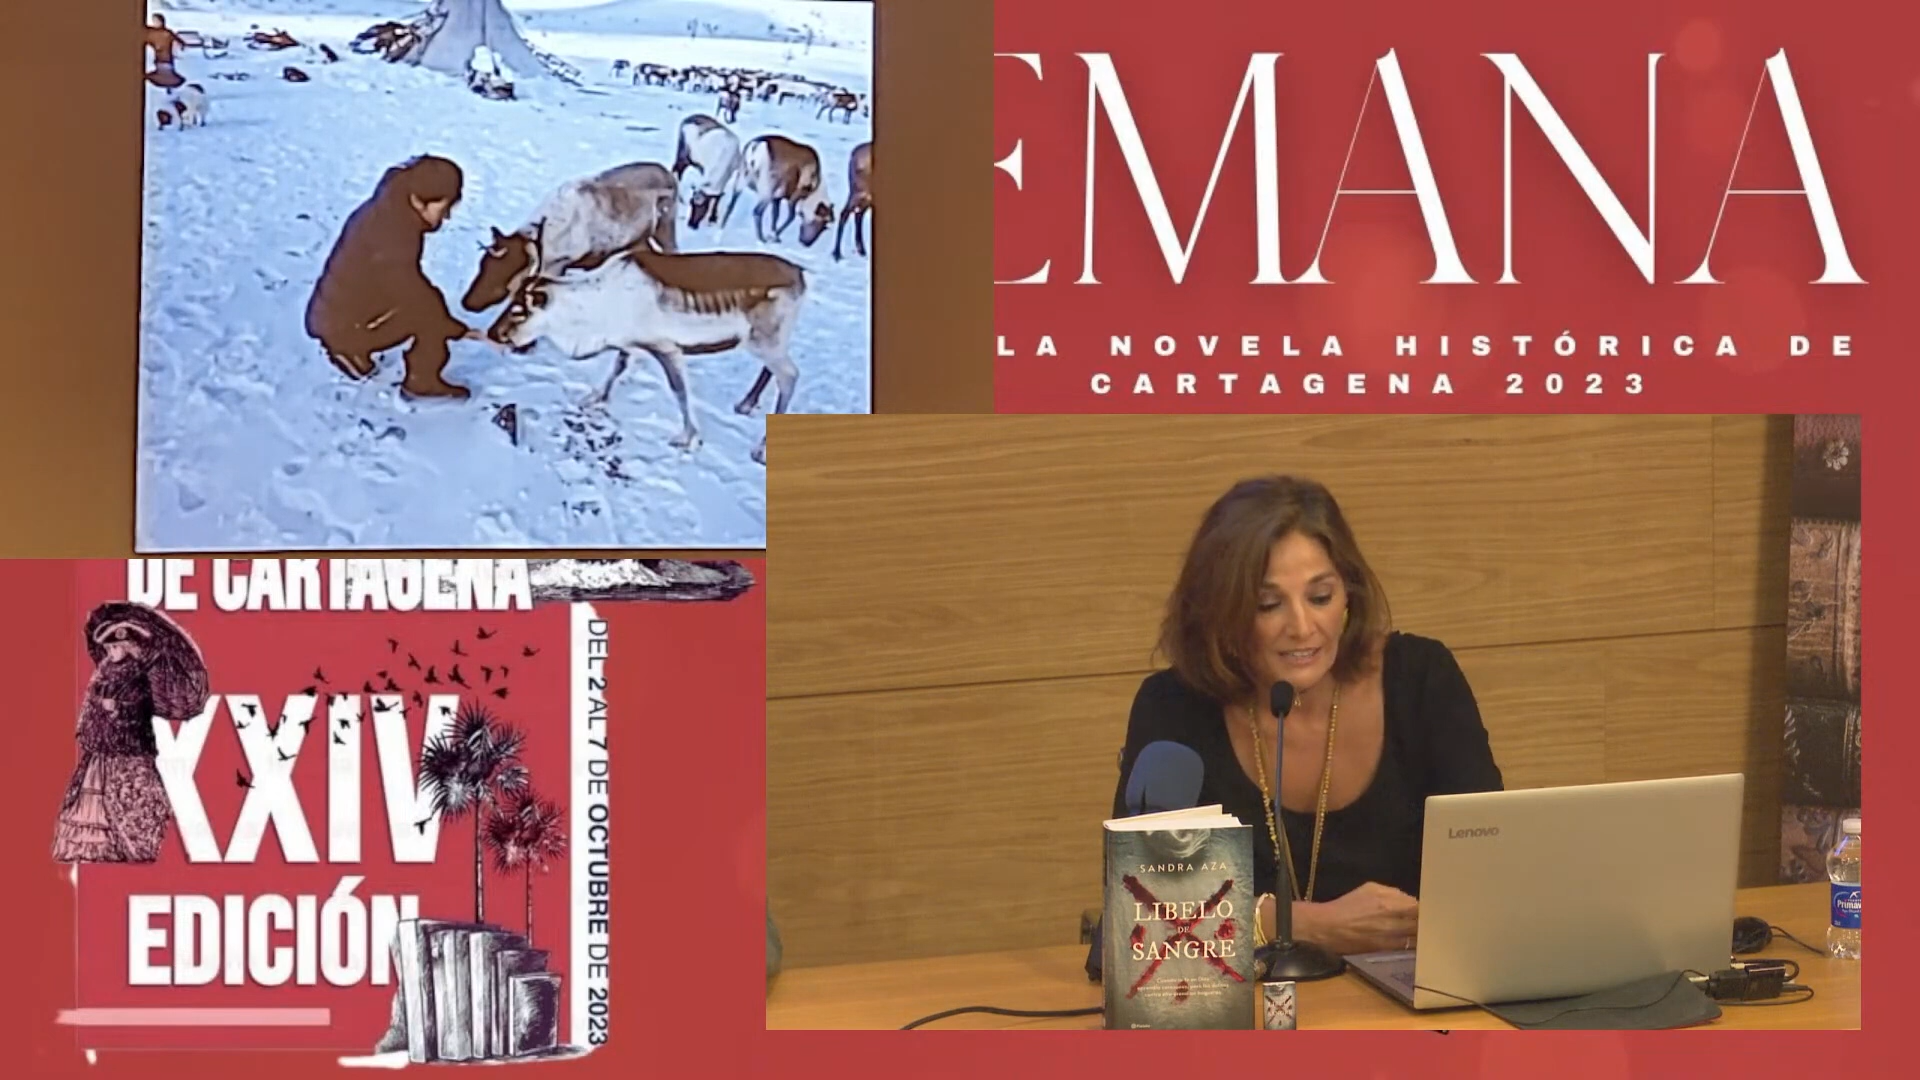 EMANA
LA NOVELA HISTÓRICA DE
CARTAGENA 2023
DE CARTAGENA
XXIV
EDICIÓN
DEL 2 AL 7 DE OCTUBRE DE 2023
Lenovo
SANDRA AZA
LIBELO
DE
SANGRE
Planeta